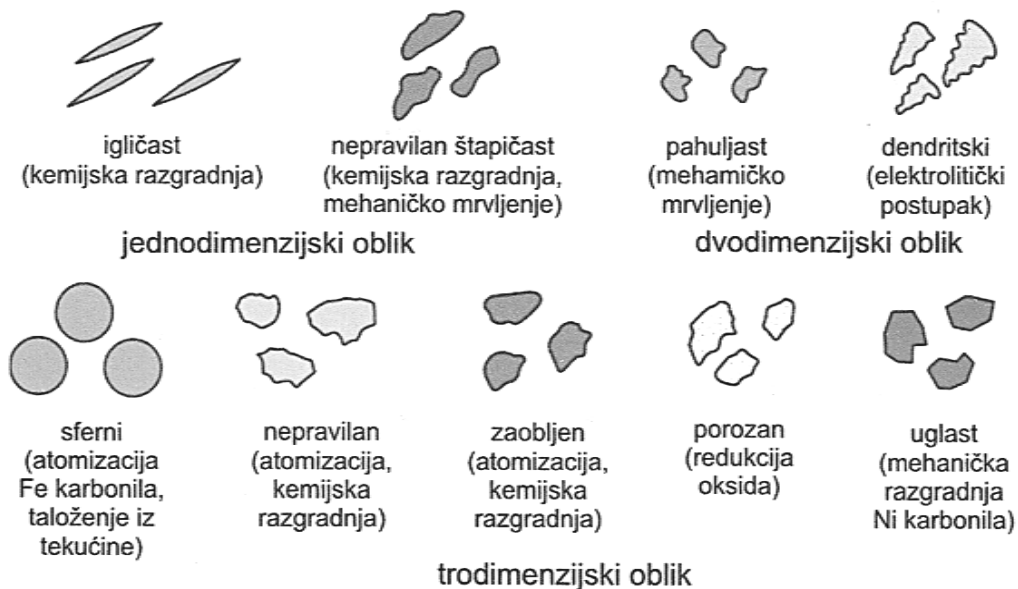 igličast
(kemijska razgradnja)
nepravilan štapičast
(kemijska razgradnja,
mehaničko mrvljenje)
jednodimenzijski oblik
pahuljast
(mehamičko
mrvljenje)
dendritski
(elektrolitički
postupak)
dvodimenzijski oblik
sferni
(atomizacija
Fe karbonila,
taloženje iz
tekućine)
nepravilan
(atomizacija,
kemijska
razgradnja)
zaobljen
(atomizacija,
kemijska
razgradnja)
porozan
(redukcija
oksida)
uglast
(mehanička
razgradnja
Ni karbonila)
trodimenzijski oblik